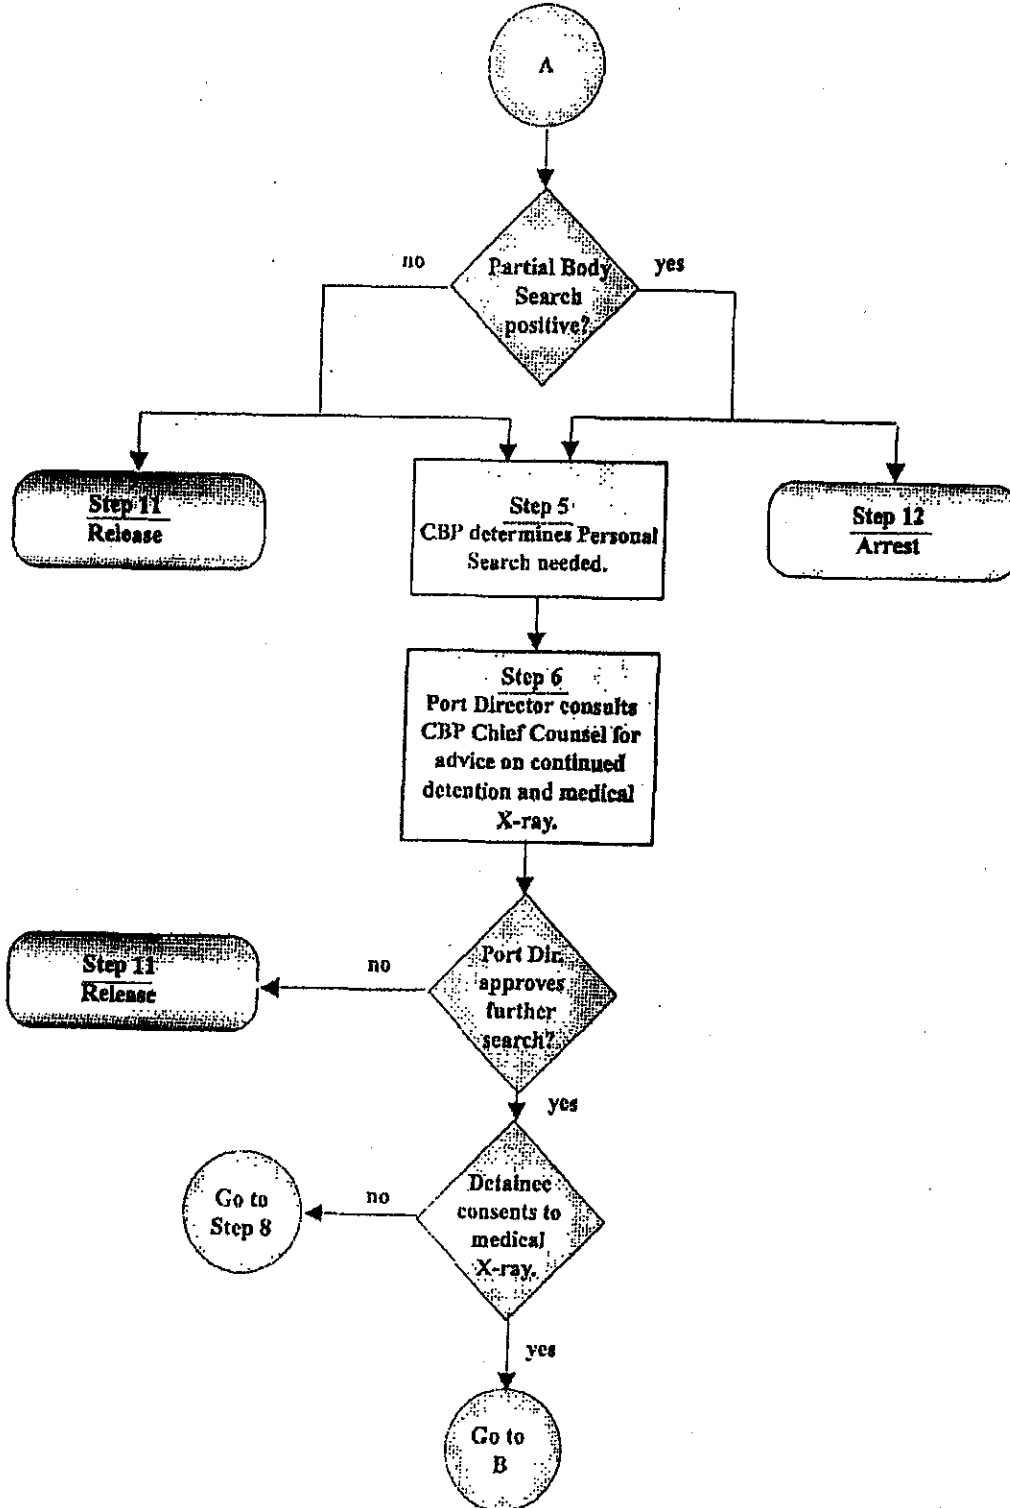 A
no
Partial Body
Search
positive?
yes
Step 11
Release
Step 5
CBP determines Personal
Search needed.
Step 12
Arrest
Step 6
Port Director consults
CBP Chief Counsel for
advice on continued
detention and medical
X-ray.
Step 11
Release
no
Port Dir.
approves
further
search?
yes
Go to
Step 8
no
Detainee
consents to
medical
X-ray.
yes
Go to
B